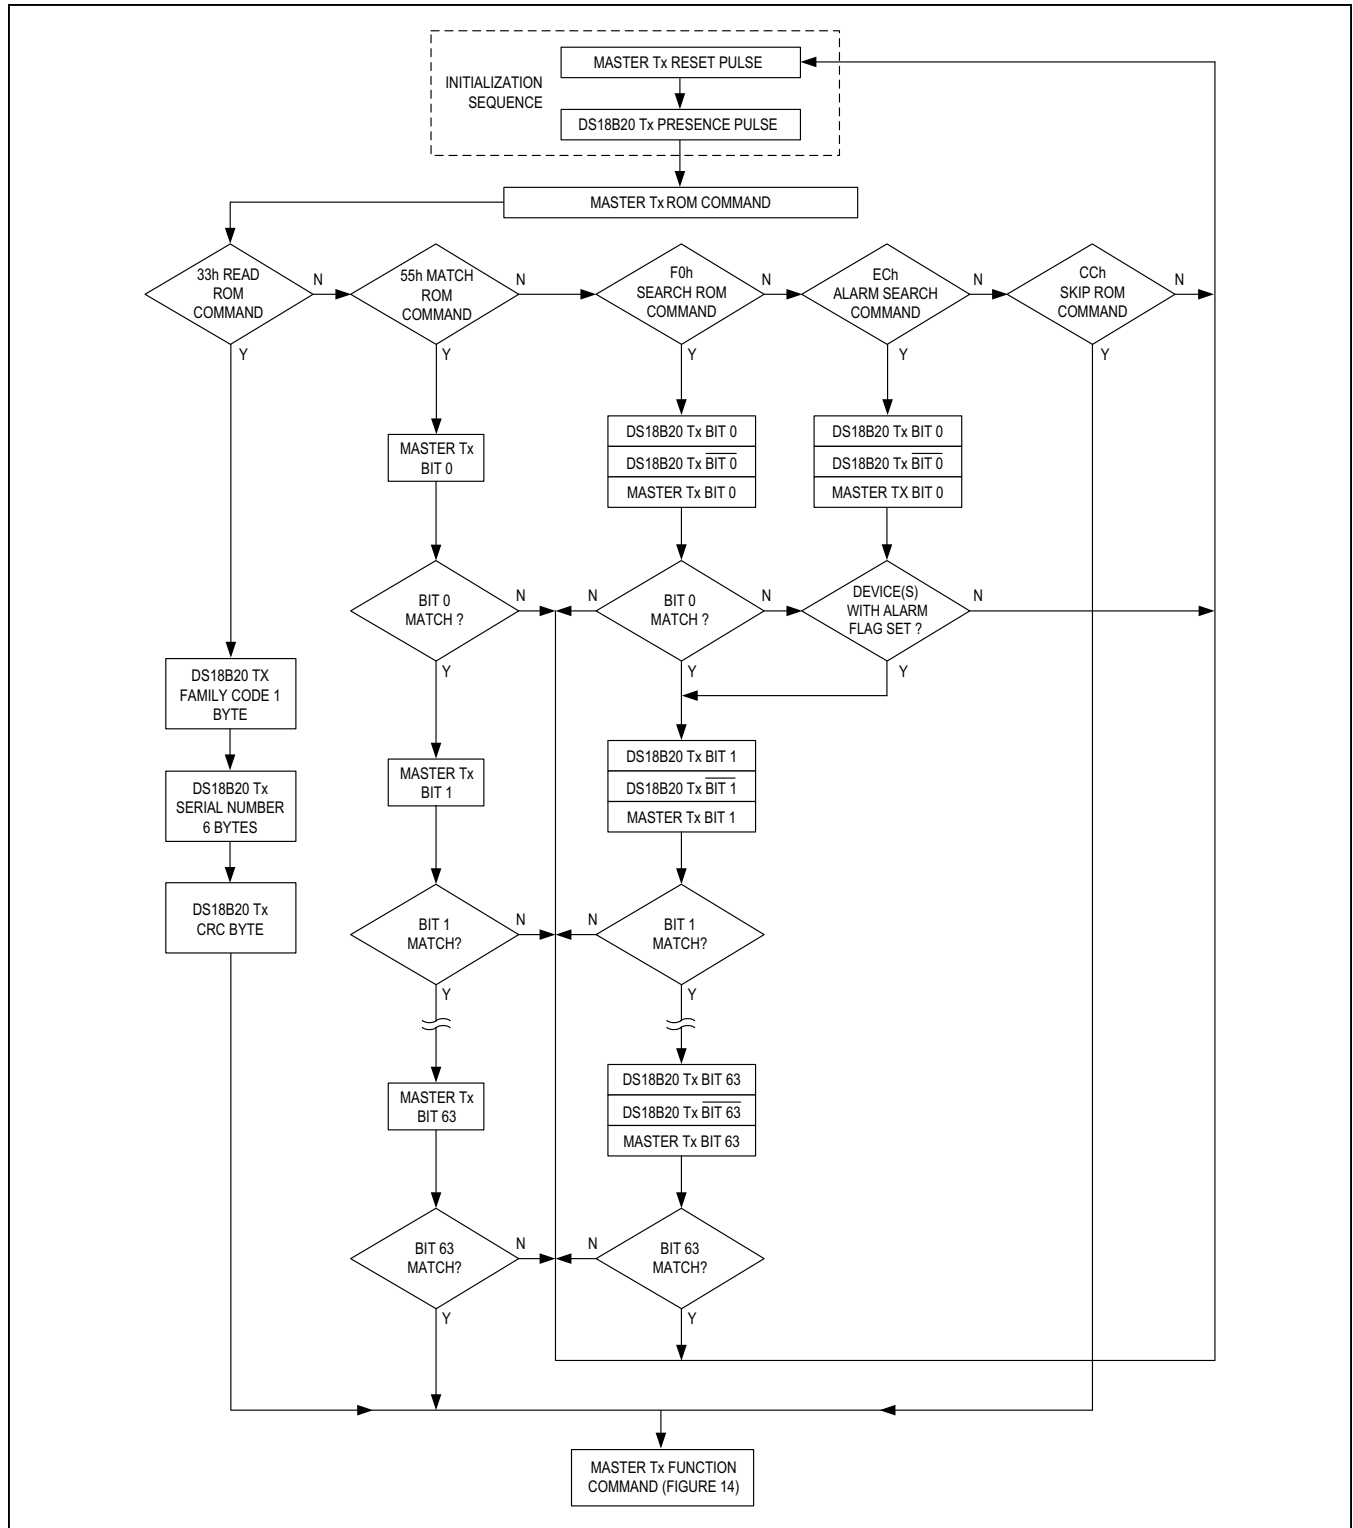 MASTER Tx RESET PULSE
INITIALIZATION
SEQUENCE
DS18B20 Tx PRESENCE PULSE
MASTER Tx ROM COMMAND
33h READ
ROM
COMMAND
N
Y
55h MATCH
ROM
COMMAND
N
Y
F0h
SEARCH ROM
COMMAND
N
Y
ECh
ALARM SEARCH
COMMAND
N
Y
CCh
SKIP ROM
COMMAND
N
Y
MASTER Tx
BIT 0
DS18B20 Tx BIT 0
DS18B20 Tx B̅I̅T̅ ̅0̅
MASTER Tx BIT 0
DS18B20 Tx BIT 0
DS18B20 Tx B̅I̅T̅ ̅0̅
MASTER TX BIT 0
BIT 0
MATCH ?
N
Y
BIT 0
MATCH ?
N
N
Y
DEVICE(S)
WITH ALARM
FLAG SET ?
N
Y
DS18B20 TX
FAMILY CODE 1
BYTE
DS18B20 Tx
SERIAL NUMBER
6 BYTES
DS18B20 Tx
CRC BYTE
MASTER Tx
BIT 1
DS18B20 Tx BIT 1
DS18B20 Tx B̅I̅T̅ ̅1̅
MASTER Tx BIT 1
BIT 1
MATCH?
N
Y
BIT 1
MATCH?
N
Y
MASTER Tx
BIT 63
DS18B20 Tx BIT 63
DS18B20 Tx B̅I̅T̅ ̅6̅3̅
MASTER Tx BIT 63
BIT 63
MATCH?
N
Y
BIT 63
MATCH?
N
Y
MASTER Tx FUNCTION
COMMAND (FIGURE 14)